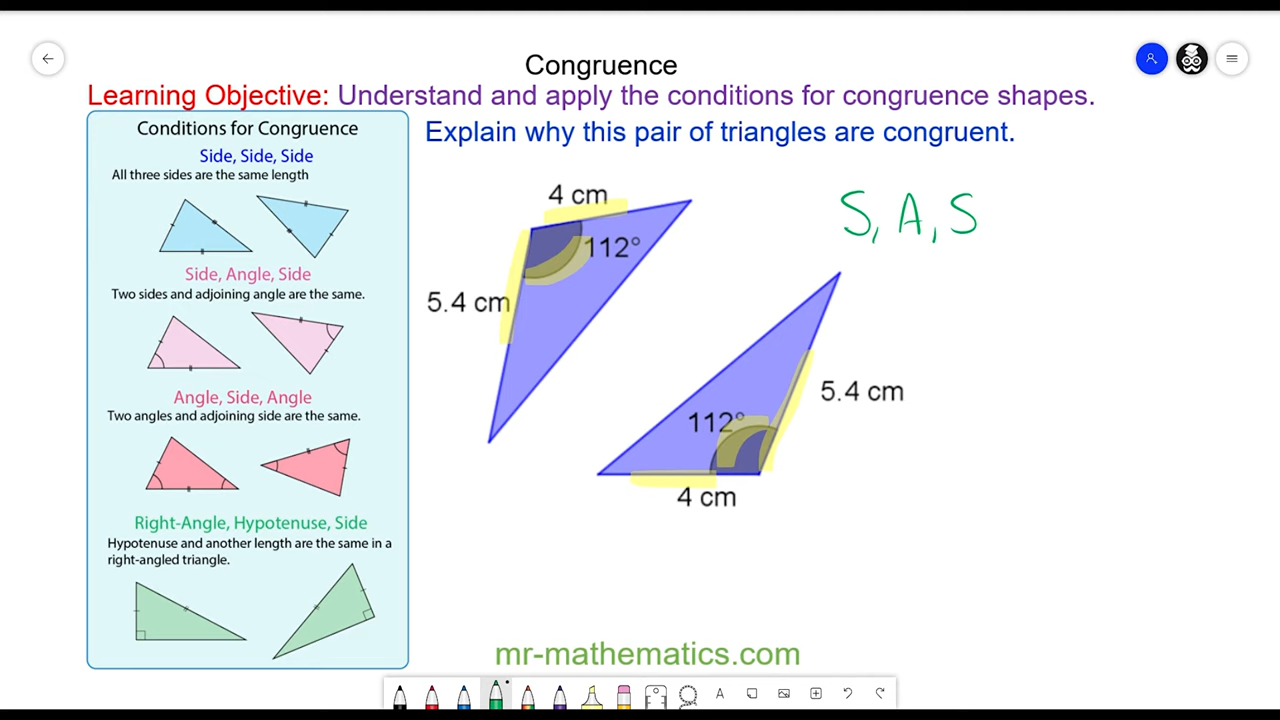 Congruence
Learning Objective: Understand and apply the conditions for congruence shapes.
Conditions for Congruence
Side, Side, Side
All three sides are the same length
Side, Angle, Side
Two sides and adjoining angle are the same.
Angle, Side, Angle
Two angles and adjoining side are the same.
Right-Angle, Hypotenuse, Side
Hypotenuse and another length are the same in a
right-angled triangle.
Explain why this pair of triangles are congruent.
4 cm
112°
5.4 cm
S, A, S
5.4 cm
112°
4 cm
mr-mathematics.com
A